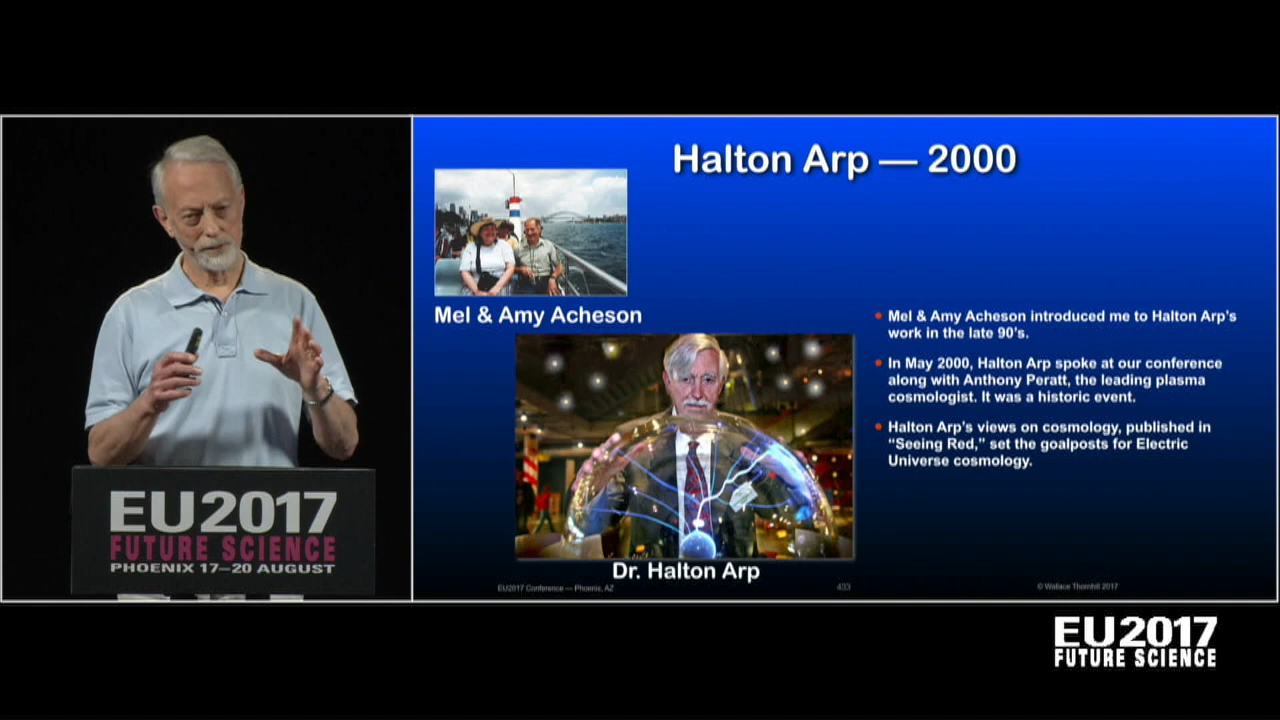 Halton Arp — 2000
Mel & Amy Acheson
• Mel & Amy Acheson introduced me to Halton Arp's
work in the late 90's.
• In May 2000, Halton Arp spoke at our conference
along with Anthony Peratt, the leading plasma
cosmologist. It was a historic event.
• Halton Arp's views on cosmology, published in
"Seeing Red," set the goalposts for Electric
Universe cosmology.
Dr. Halton Arp
EU2017 Conference — Phoenix, AZ
433
© Wallace Thornhill 2017
EU2017
FUTURE SCIENCE
PHOENIX 17–20 AUGUST
EU2017
FUTURE SCIENCE